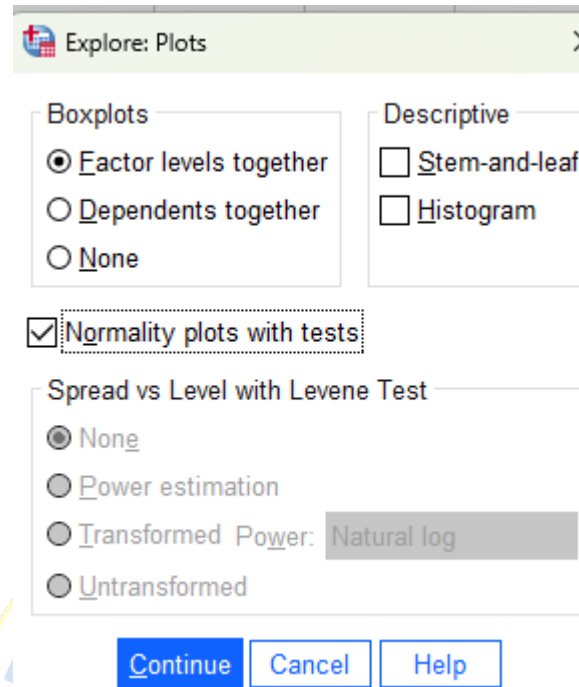 Explore: Plots
Boxplots
Factor levels together
Dependents together
None
Descriptive
Stem-and-leaf
Histogram
Normality plots with tests
Spread vs Level with Levene Test
None
Power estimation
Transformed Power: Natural log
Untransformed
Continue Cancel Help